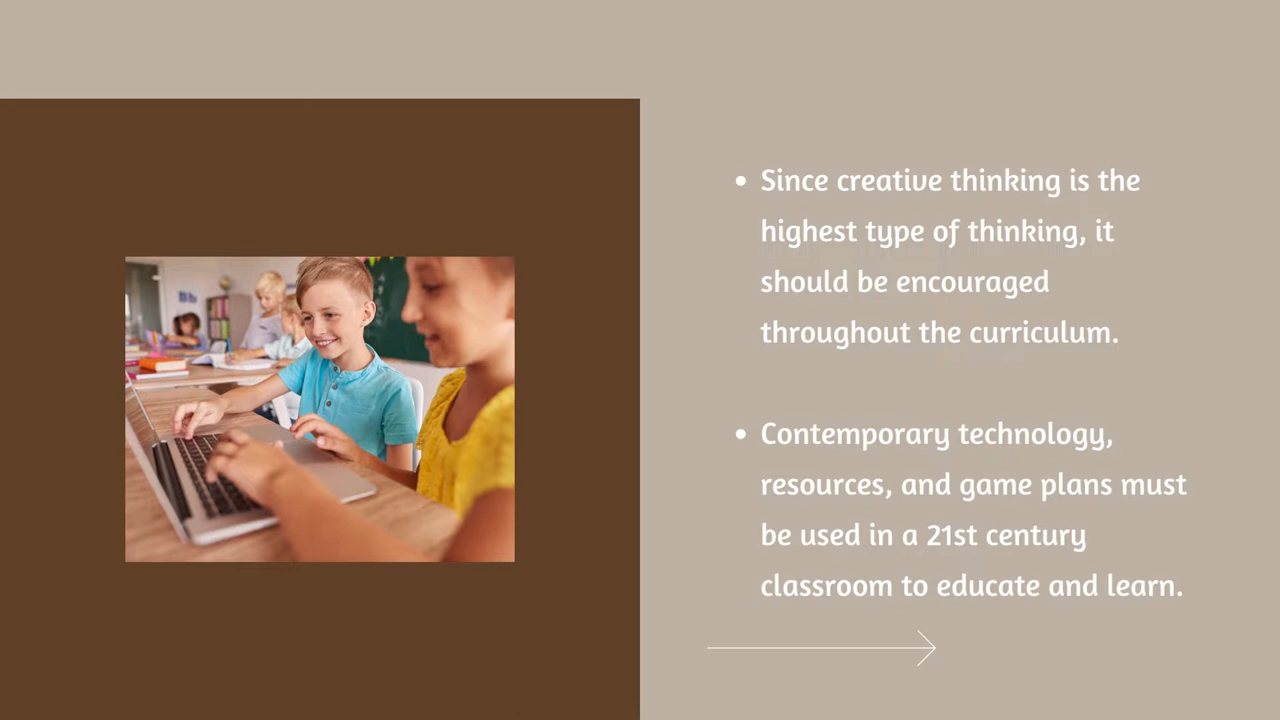 • Since creative thinking is the
highest type of thinking, it
should be encouraged
throughout the curriculum.
• Contemporary technology,
resources, and game plans must
be used in a 21st century
classroom to educate and learn.
Bb